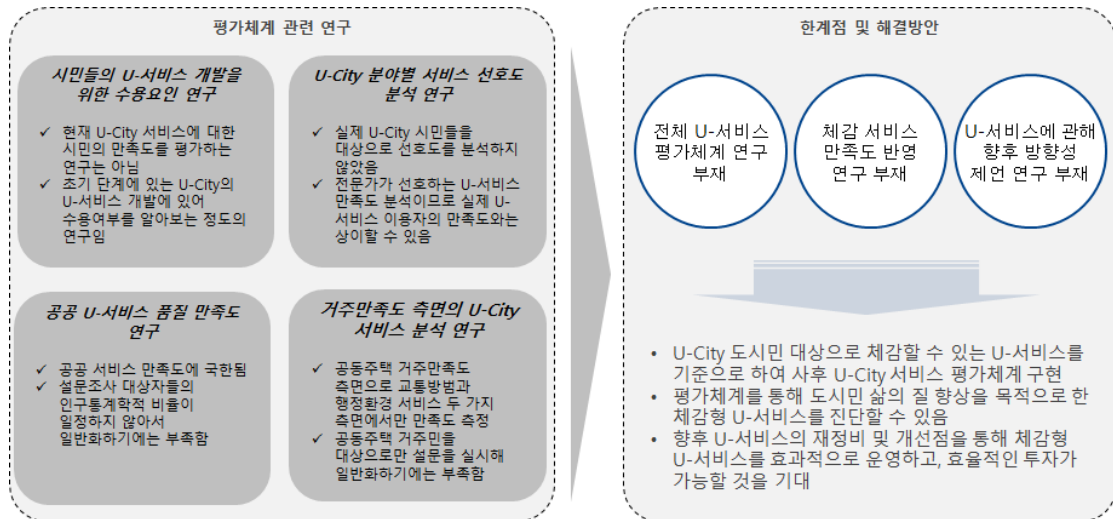 평가체계 관련 연구
시민들의 U-서비스 개발을
위한 수용요인 연구
✓ 현재 U-City 서비스에 대한
시민의 만족도를 평가하는
연구는 아님
✓ 초기 단계에 있는 U-City의
U-서비스 개발에 있어
수용여부를 알아보는 정도의
연구임
U-City 분야별 서비스 선호도
분석 연구
✓ 실제 U-City 시민들을
대상으로 선호도를 분석하지
않았음
✓ 전문가가 선호하는 U-서비스
만족도 분석이므로 실제 U-
서비스 이용자의 만족도와는
상이할 수 있음
공공 U-서비스 품질 만족도
연구
✓ 공공 서비스 만족도에 국한됨
✓ 설문조사 대상자들의
인구통계학적 비율이
일정하지 않아서
일반화하기에는 부족함
거주만족도 측면의 U-City
서비스 분석 연구
✓ 공동주택 거주만족도
측면으로 교통방법과
행정환경 서비스 두 가지
측면에서만 만족도 측정
✓ 공동주택 거주민을
대상으로만 설문을 실시해
일반화하기에는 부족함
한계점 및 해결방안
전체 U-서비스
평가체계 연구
부재
체감 서비스
만족도 반영
연구 부재
U-서비스에 관해
향후 방향성
제언 연구 부재
• U-City 도시민 대상으로 체감할 수 있는 U-서비스를
기준으로 하여 사후 U-City 서비스 평가체계 구현
• 평가체계를 통해 도시민 삶의 질 향상을 목적으로 한
체감형 U-서비스를 진단할 수 있음
• 향후 U-서비스의 재정비 및 개선점을 통해 체감형
U-서비스를 효과적으로 운영하고, 효율적인 투자가
가능할 것을 기대